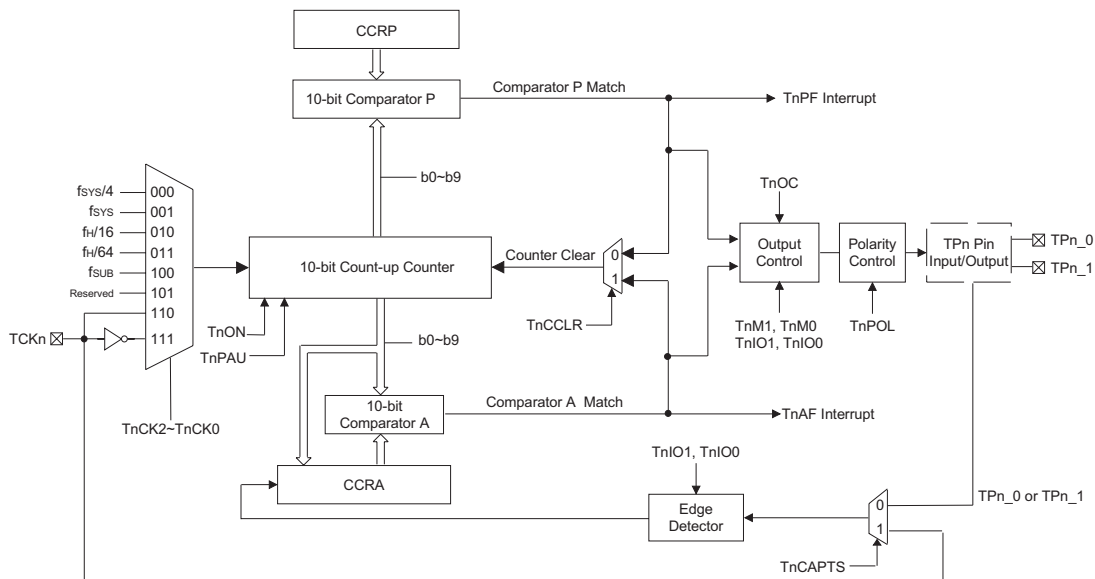 CCRP
10-bit Comparator P
Comparator P Match
TnPF Interrupt
b0~b9
fSYS/4
000
fSYS
001
fH/16
010
fH/64
011
fSUB
100
Reserved
101
110
TCKn
111
TnCK2~TnCK0
10-bit Count-up Counter
TnON
TnPAU
b0~b9
Counter Clear
0
1
TnCCLR
TnOC
Output
Control
TnM1, TnM0
TnIO1, TnIO0
Polarity
Control
TnPOL
TPn Pin
Input/Output
TPn_0
TPn_1
10-bit
Comparator A
Comparator A Match
TnAF Interrupt
CCRA
TnIO1, TnIO0
Edge
Detector
0
1
TPn_0 or TPn_1
TnCAPTS